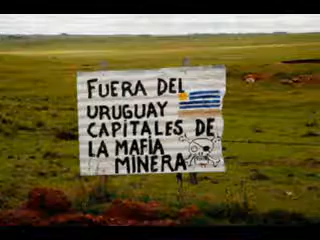 FUERA DEL
URUGUAY
CAPITALES DE
LA MAFIA
MINERA